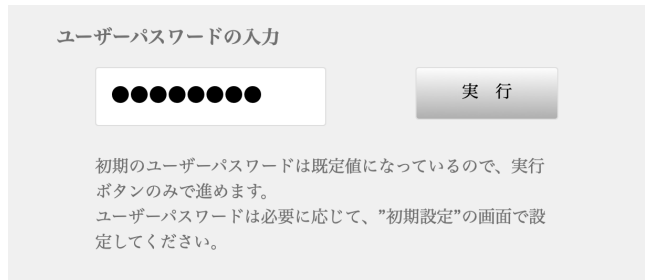 ユーザーパスワードの入力
●●●●●●●●
実　行
初期のユーザーパスワードは既定値になっているので、実行
ボタンのみで進めます。
ユーザーパスワードは必要に応じて、”初期設定”の画面で設
定してください。